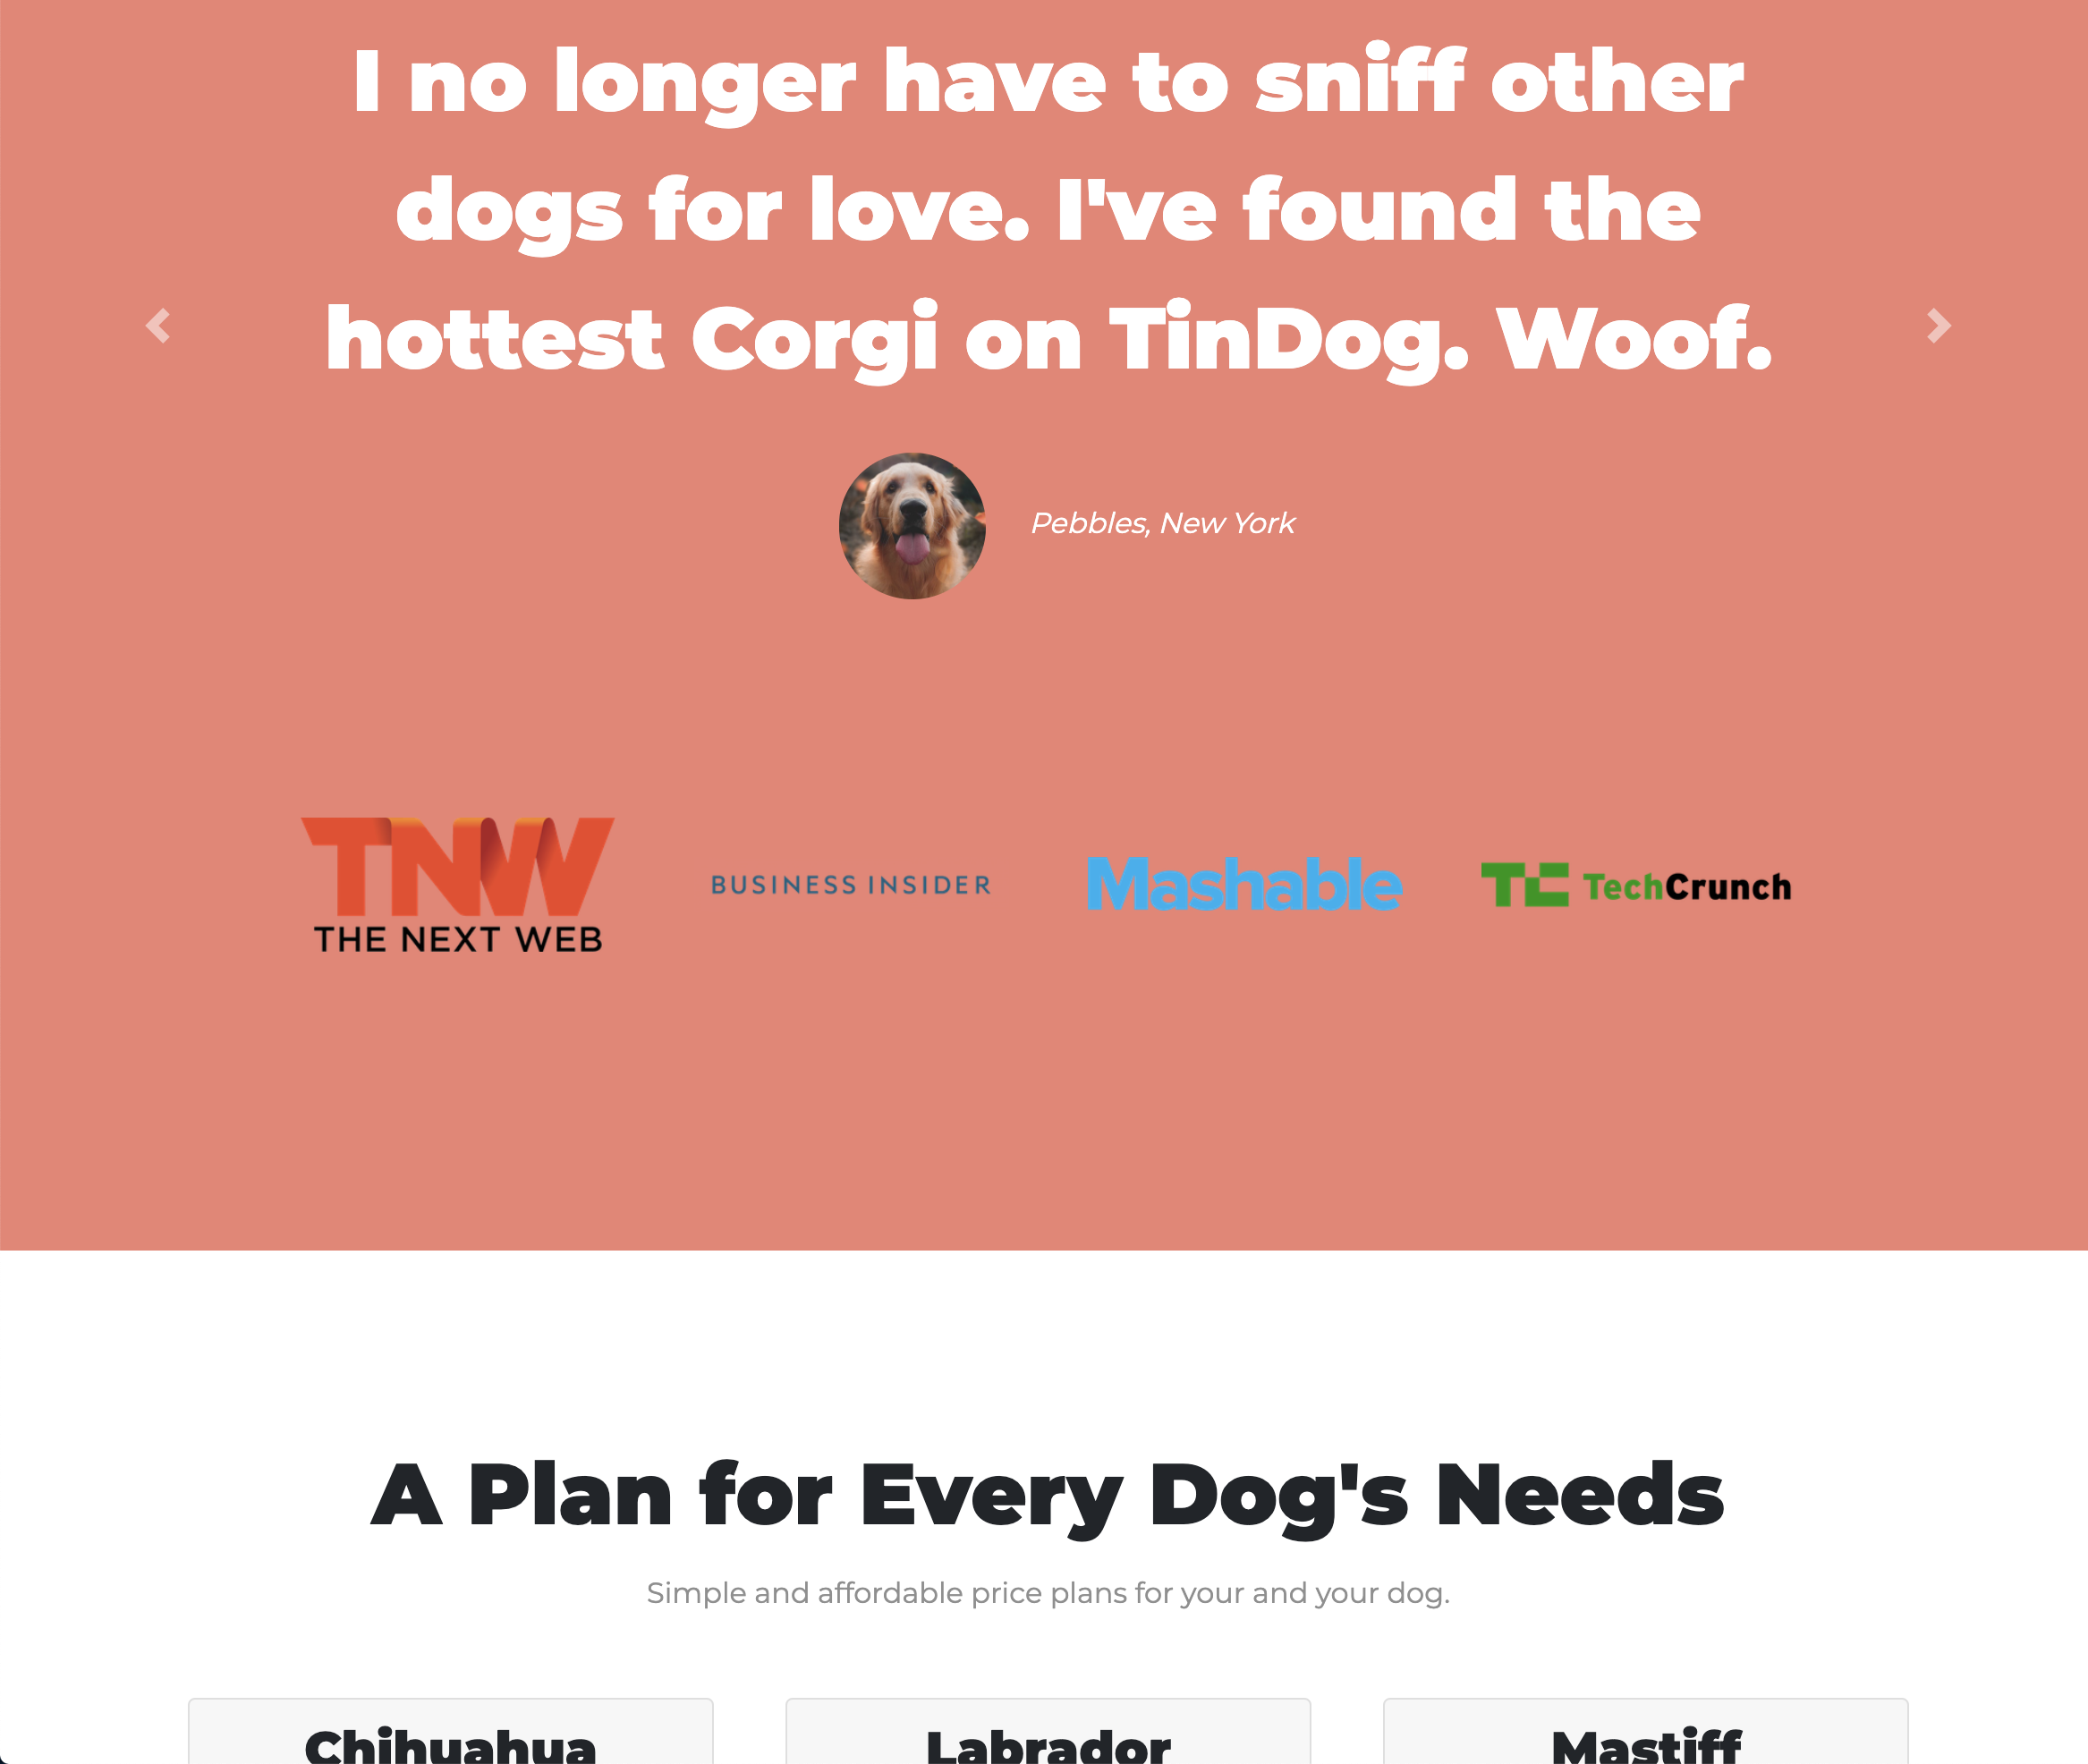 I no longer have to sniff other
dogs for love. I've found the
hottest Corgi on TinDog. Woof.
Pebbles, New York
TNW
THE NEXT WEB
BUSINESS INSIDER
Mashable
TC TechCrunch
A Plan for Every Dog's Needs
Simple and affordable price plans for your and your dog.
Chihuahua
Labrador
Mastiff